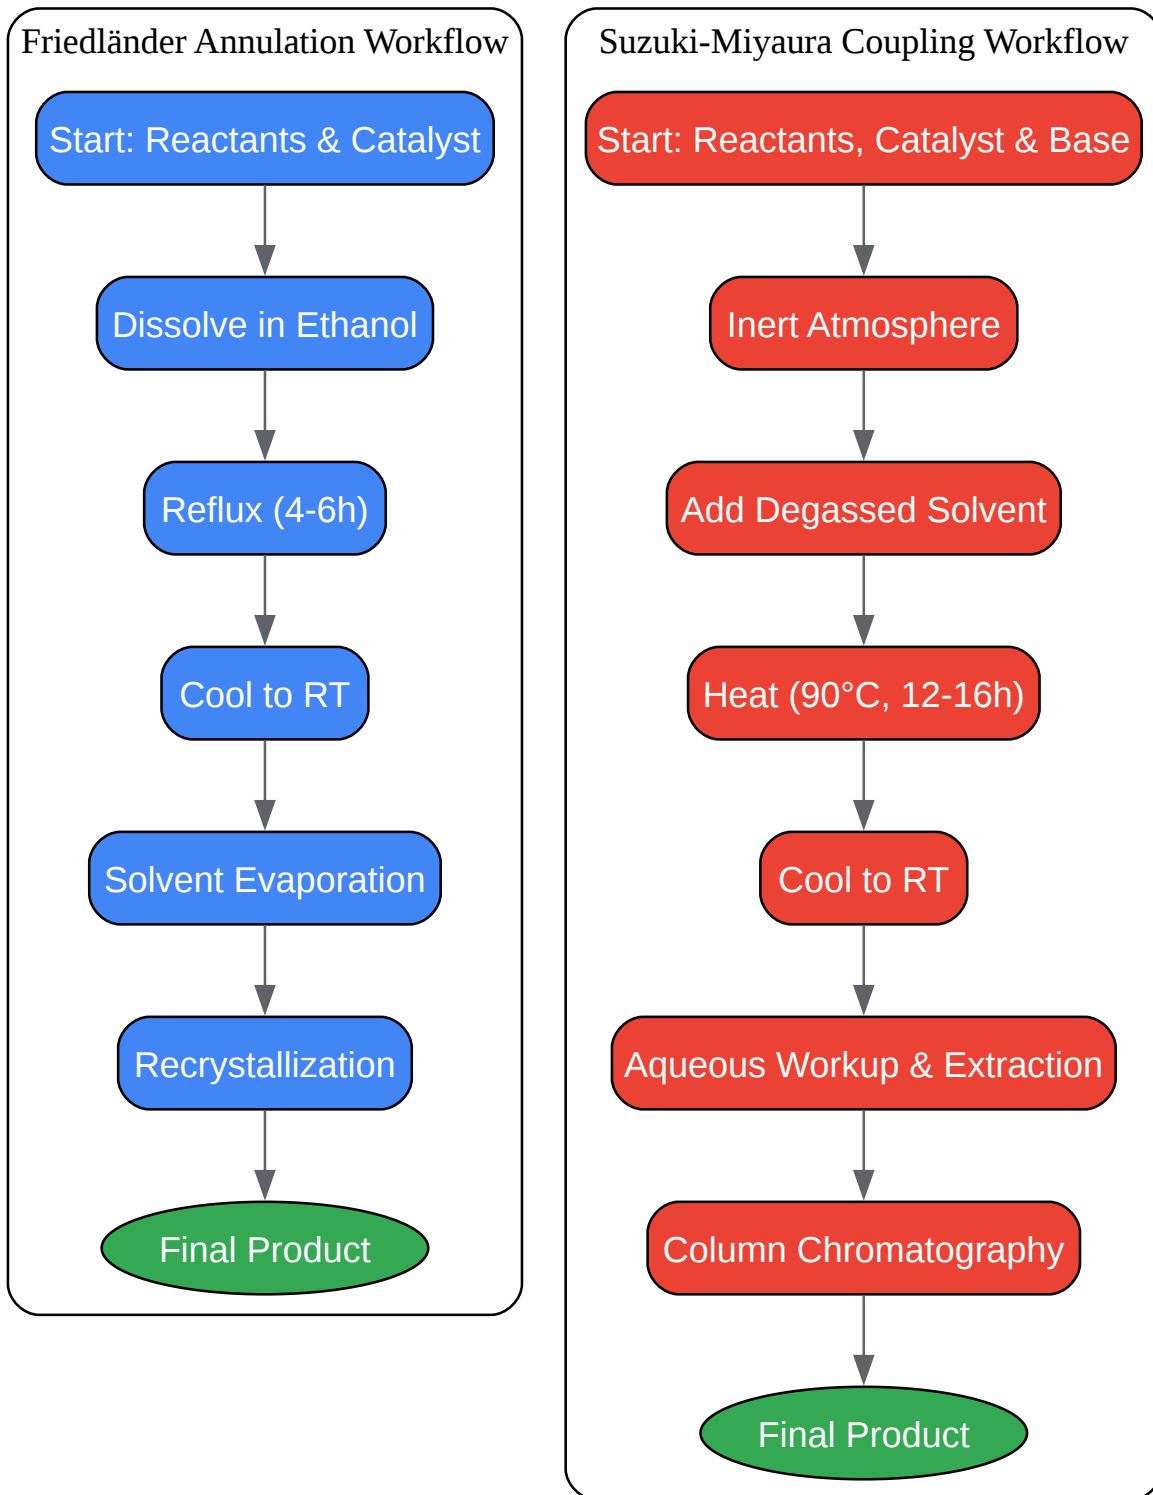 Friedländer Annulation Workflow
Start: Reactants & Catalyst
Dissolve in Ethanol
Reflux (4-6h)
Cool to RT
Solvent Evaporation
Recrystallization
Final Product
Suzuki-Miyaura Coupling Workflow
Start: Reactants, Catalyst & Base
Inert Atmosphere
Add Degassed Solvent
Heat (90°C, 12-16h)
Cool to RT
Aqueous Workup & Extraction
Column Chromatography
Final Product